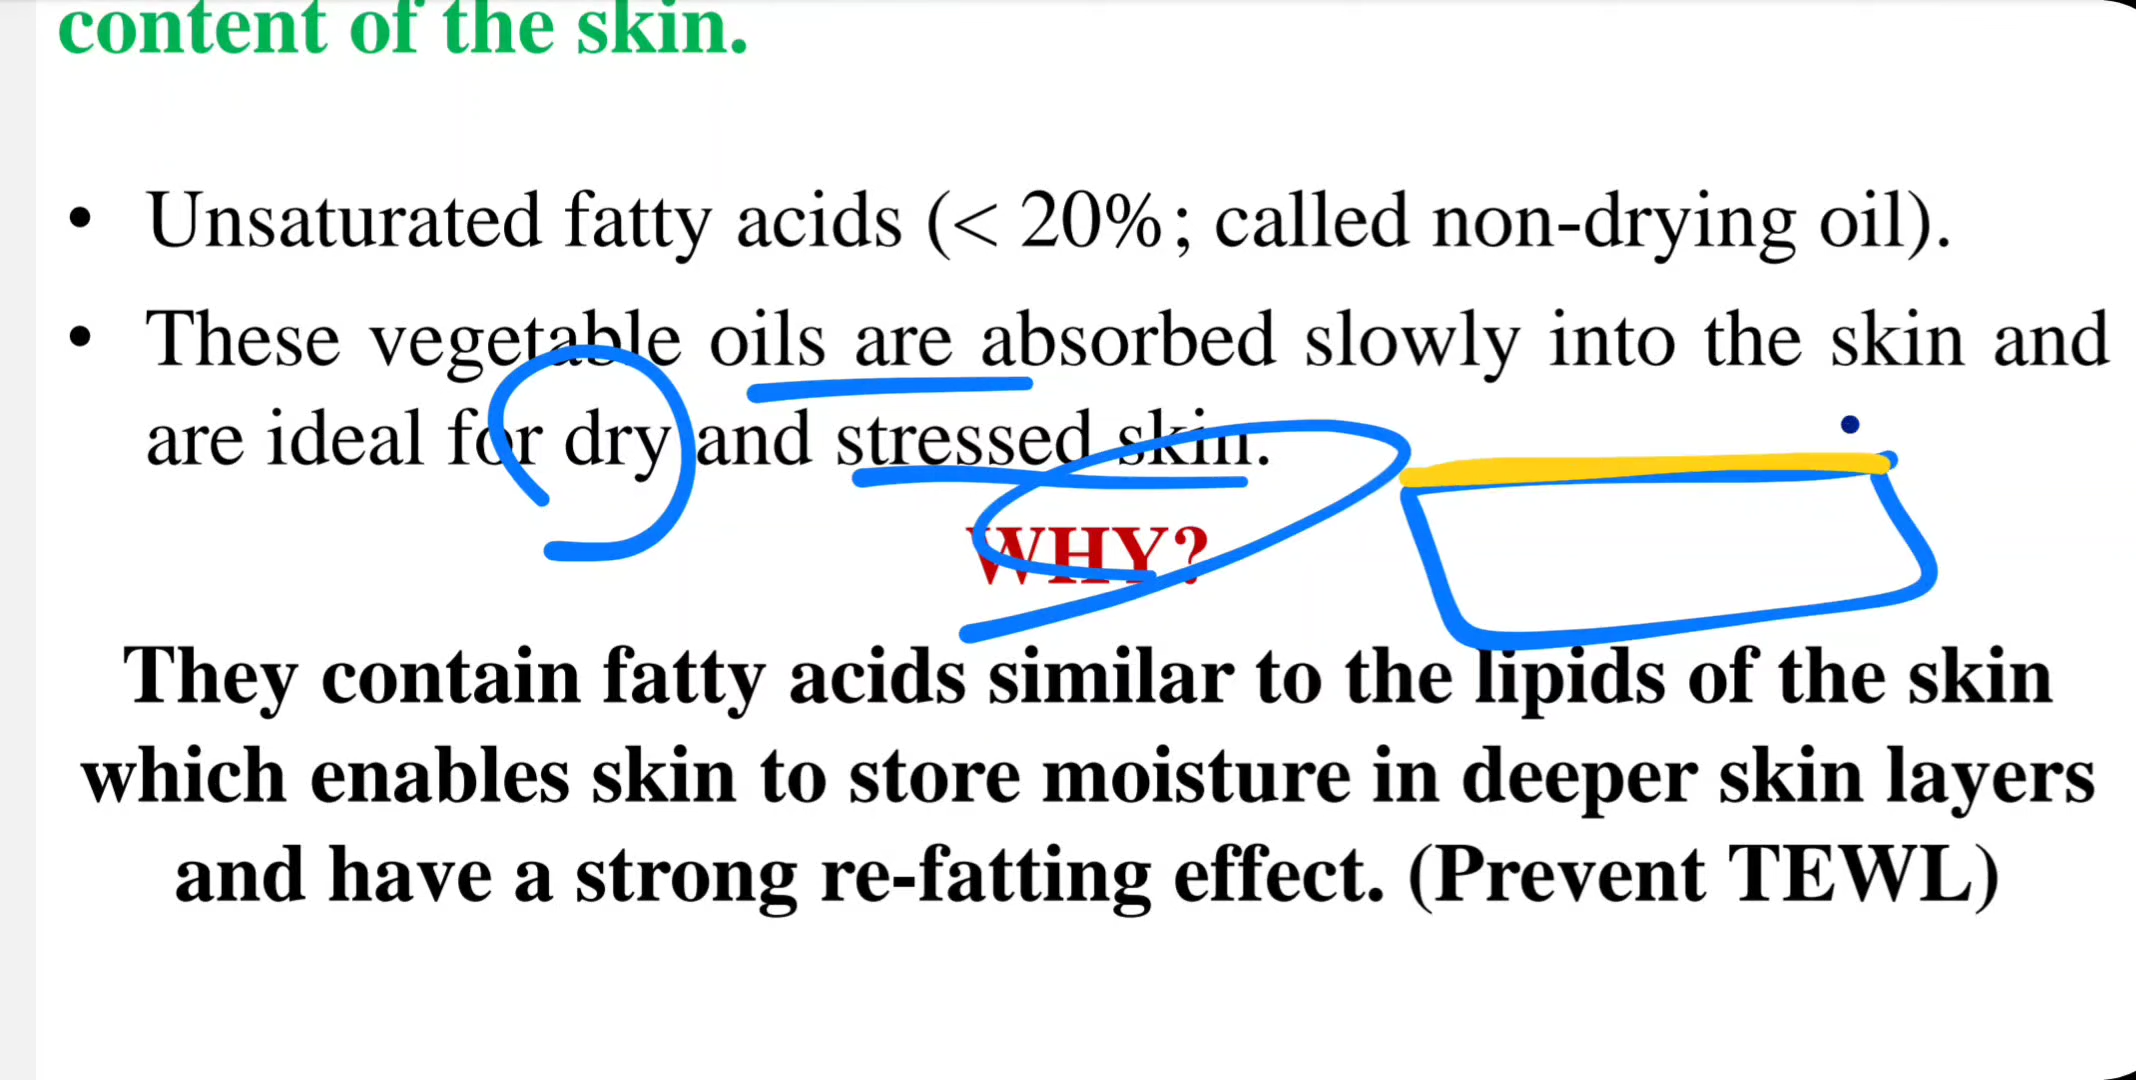 content of the skin.
• Unsaturated fatty acids (< 20%; called non-drying oil).
• These vegetable oils are absorbed slowly into the skin and
are ideal for dry and stressed skin.
WHY?
They contain fatty acids similar to the lipids of the skin
which enables skin to store moisture in deeper skin layers
and have a strong re-fatting effect. (Prevent TEWL)